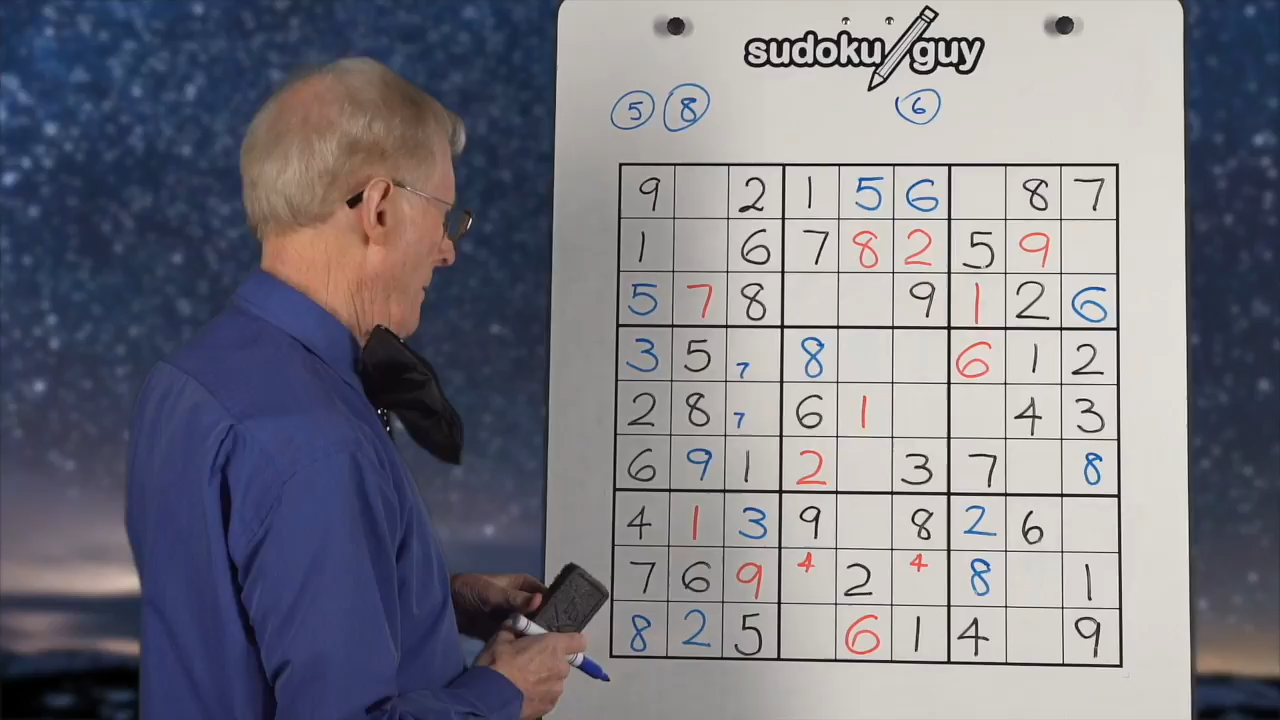 sudoku guy
5 8 6
9 2 1 5 6 8 7
1 6 7 8 2 5 9
5 7 8 9 1 2 6
3 5 7 8 6 1 2
2 8 7 6 1 4 3
6 9 1 2 3 7 8
4 1 3 9 8 2 6
7 6 9 4 2 4 8 1
8 2 5 6 1 4 9